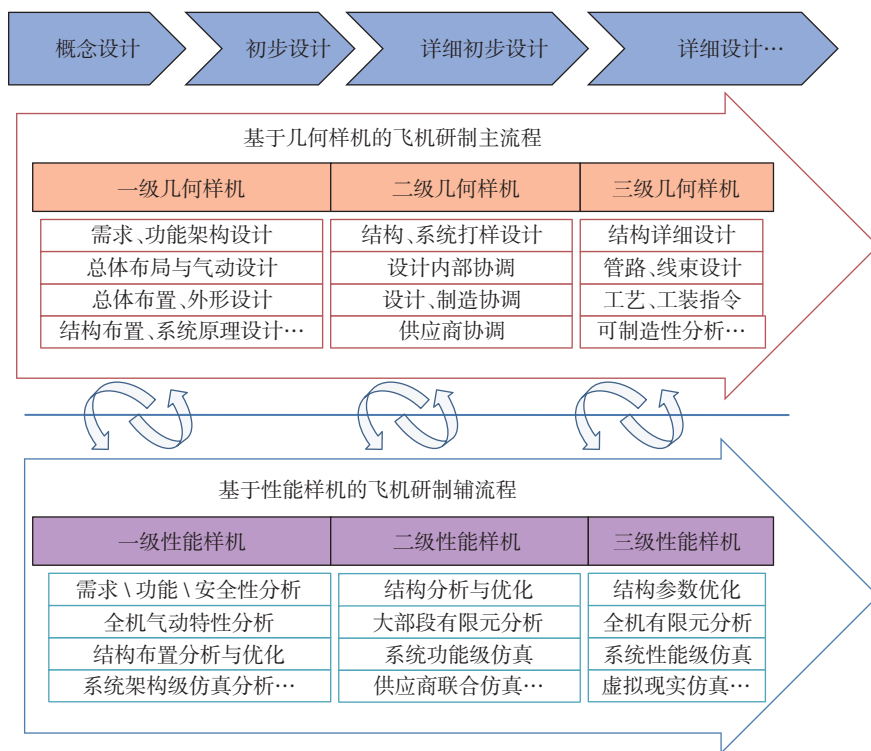 概念设计 初步设计 详细初步设计 详细设计…
基于几何样机的飞机研制主流程
一级几何样机 二级几何样机 三级几何样机
需求、功能架构设计 结构、系统打样设计 结构详细设计
总体布局与气动设计 设计内部协调 管路、线束设计
总体布置、外形设计 设计、制造协调 工艺、工装指令
结构布置、系统原理设计… 供应商协调 可制造性分析…
基于性能样机的飞机研制辅流程
一级性能样机 二级性能样机 三级性能样机
需求\功能\安全性分析 结构分析与优化 结构参数优化
全机气动特性分析 大部段有限元分析 全机有限元分析
结构布置分析与优化 系统功能级仿真 系统性能级仿真
系统架构级仿真分析… 供应商联合仿真… 虚拟现实仿真…